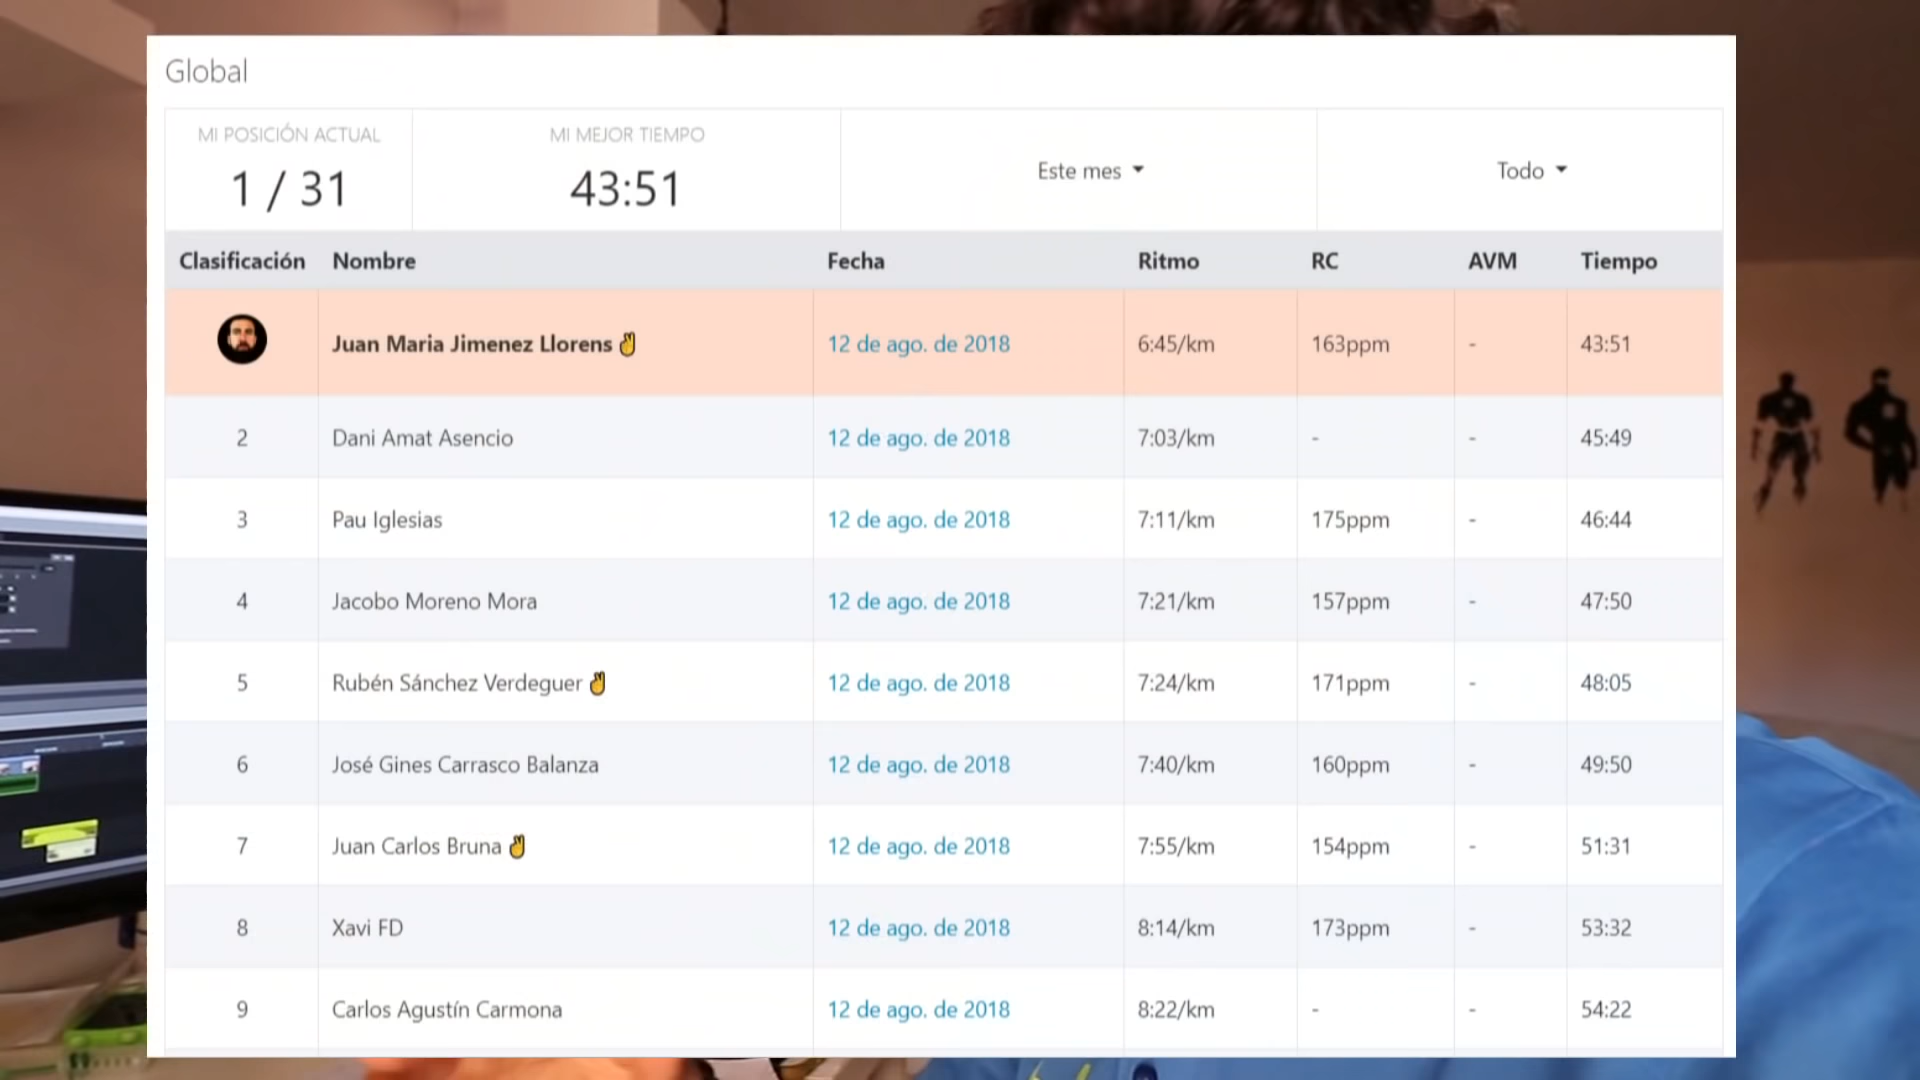 Global
MI POSICIÓN ACTUAL
1 / 31
MI MEJOR TIEMPO
43:51
Este mes
Todo
Clasificación Nombre Fecha Ritmo RC AVM Tiempo
Juan Maria Jimenez Llorens✌ 12 de ago. de 2018 6:45/km 163ppm - 43:51
2 Dani Amat Asencio 12 de ago. de 2018 7:03/km - - 45:49
3 Pau Iglesias 12 de ago. de 2018 7:11/km 175ppm - 46:44
4 Jacobo Moreno Mora 12 de ago. de 2018 7:21/km 157ppm - 47:50
5 Rubén Sánchez Verdeguer✌ 12 de ago. de 2018 7:24/km 171ppm - 48:05
6 José Gines Carrasco Balanza 12 de ago. de 2018 7:40/km 160ppm - 49:50
7 Juan Carlos Bruna✌ 12 de ago. de 2018 7:55/km 154ppm - 51:31
8 Xavi FD 12 de ago. de 2018 8:14/km 173ppm - 53:32
9 Carlos Agustín Carmona 12 de ago. de 2018 8:22/km - - 54:22